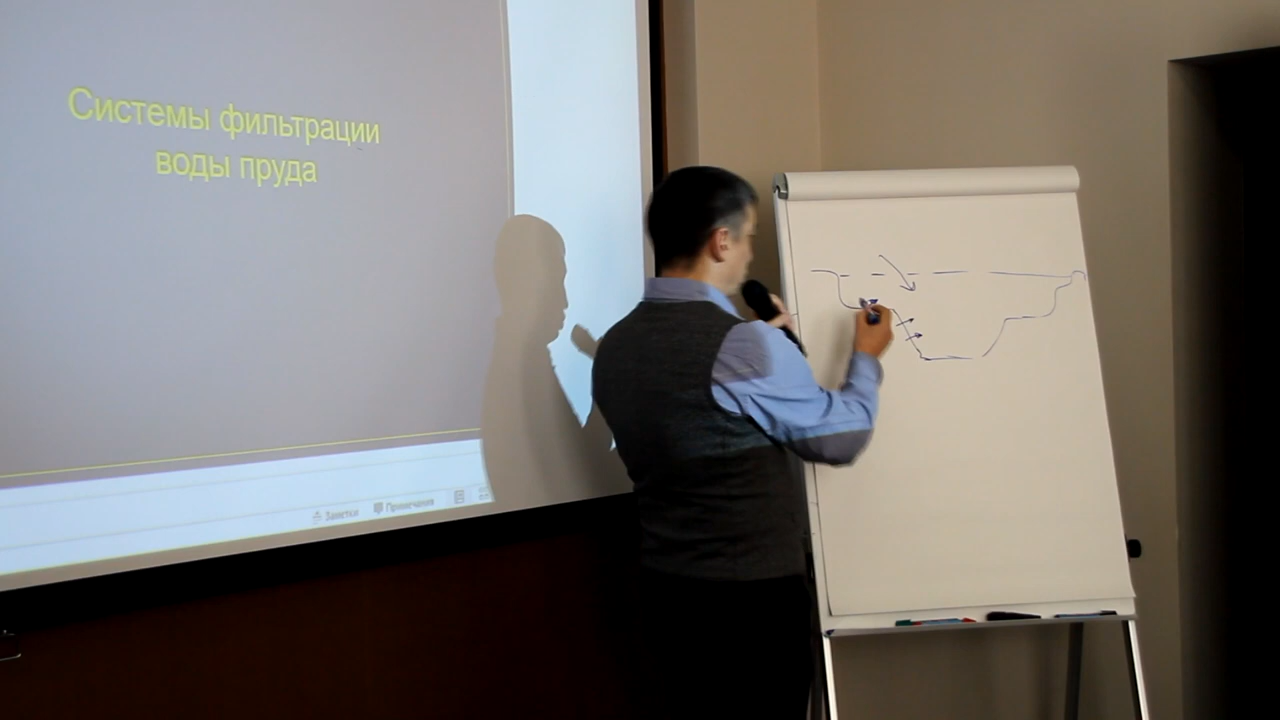 Системы фильтрации
воды пруда
Заметки
Примечания